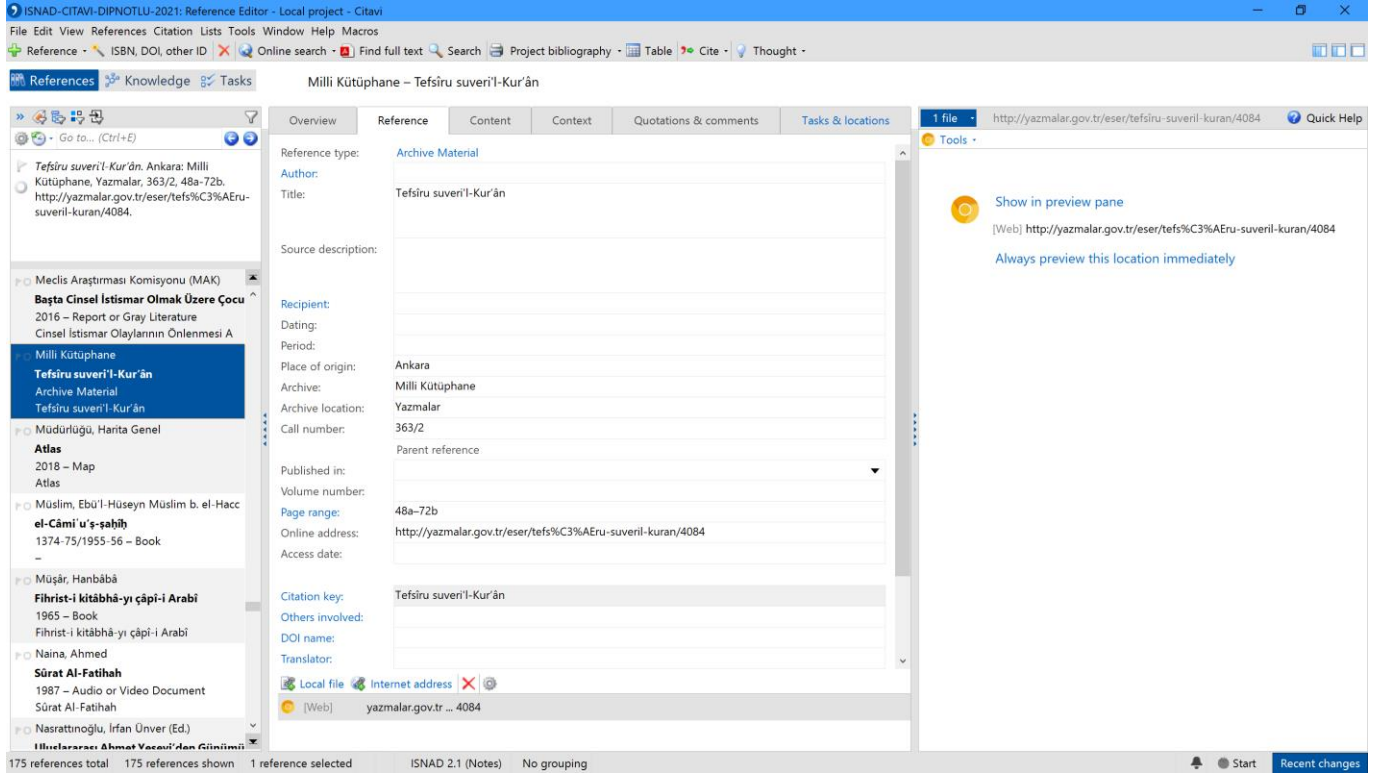 ISNAD-CITAVI-DIPNOTLU-2021: Reference Editor - Local project - Citavi
File Edit View References Citation Lists Tools Window Help Macros
Reference ISBN, DOI, other ID Online search Find full text Search Project bibliography Table Cite Thought
References Knowledge Tasks
Milli Kütüphane – Tefsîru suveri'l-Kur'ân
Go to... (Ctrl+E)
Tefsîru suveri'l-Kur'ân. Ankara: Milli
Kütüphane, Yazmalar, 363/2, 48a-72b.
http://yazmalar.gov.tr/eser/tefs%C3%AEru-
suveril-kuran/4084.
Meclis Araştırması Komisyonu (MAK)
Başta Cinsel İstismar Olmak Üzere Çocu
2016 – Report or Gray Literature
Cinsel İstismar Olaylarının Önlenmesi A
Milli Kütüphane
Tefsîru suveri'l-Kur'ân
Archive Material
Tefsîru suveri'l-Kur'ân
Müdürlüğü, Harita Genel
Atlas
2018 – Map
Atlas
Müslim, Ebü'l-Hüseyn Müslim b. el-Hacc
el-Câmiʿu'ṣ-ṣaḥîḥ
1374-75/1955-56 – Book
–
Müşâr, Hanbâbâ
Fihrist-i kitâbhâ-yı çâpî-i Arabî
1965 – Book
Fihrist-i kitâbhâ-yı çâpî-i Arabî
Naina, Ahmed
Sûrat Al-Fatihah
1987 – Audio or Video Document
Sûrat Al-Fatihah
Nasrattınoğlu, İrfan Ünver (Ed.)
Uluslararası Ahmet Yesevi'den Günümü
Overview Reference Content Context Quotations & comments Tasks & locations
Reference type: Archive Material
Author:
Title: Tefsîru suveri'l-Kur'ân
Source description:
Recipient:
Dating:
Period:
Place of origin: Ankara
Archive: Milli Kütüphane
Archive location: Yazmalar
Call number: 363/2
Parent reference
Published in:
Volume number:
Page range: 48a–72b
Online address: http://yazmalar.gov.tr/eser/tefs%C3%AEru-suveril-kuran/4084
Access date:
Citation key: Tefsîru suveri'l-Kur'ân
Others involved:
DOI name:
Translator:
Local file Internet address
[Web] yazmalar.gov.tr ... 4084
1 file http://yazmalar.gov.tr/eser/tefsîru-suveril-kuran/4084 Quick Help
Tools
Show in preview pane
[Web] http://yazmalar.gov.tr/eser/tefs%C3%AEru-suveril-kuran/4084
Always preview this location immediately
175 references total 175 references shown 1 reference selected ISNAD 2.1 (Notes) No grouping Start Recent changes